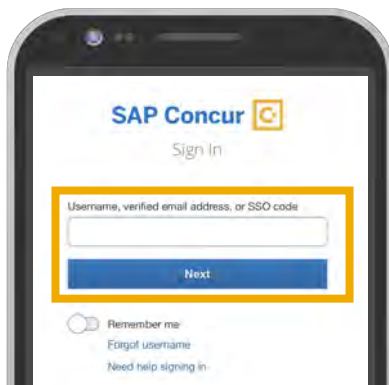 SAP Concur C
Sign In
Username, verified email address, or SSO code
Next
Remember me
Forgot username
Need help signing in